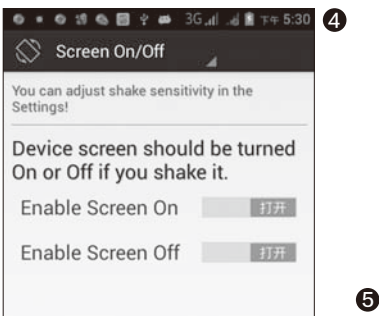 3G 下午 5:30 ❹
Screen On/Off
You can adjust shake sensitivity in the
Settings!
Device screen should be turned
On or Off if you shake it.
Enable Screen On 打开
Enable Screen Off 打开
❺